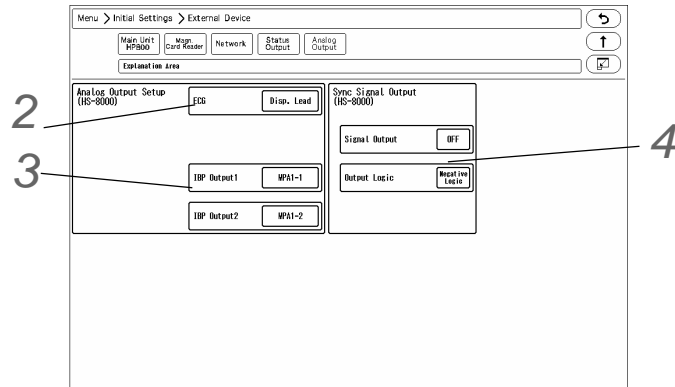 Menu > Initial Settings > External Device
Main Unit
HP800
Magn.
Card Reader
Network
Status
Output
Analog
Output
Explanation Area
Analog Output Setup
(HS-8000)
ECG
Disp. Lead
IBP Output1
MPA1-1
IBP Output2
MPA1-2
Sync Signal Output
(HS-8000)
Signal Output
OFF
Output Logic
Negative
Logic
2
3
4